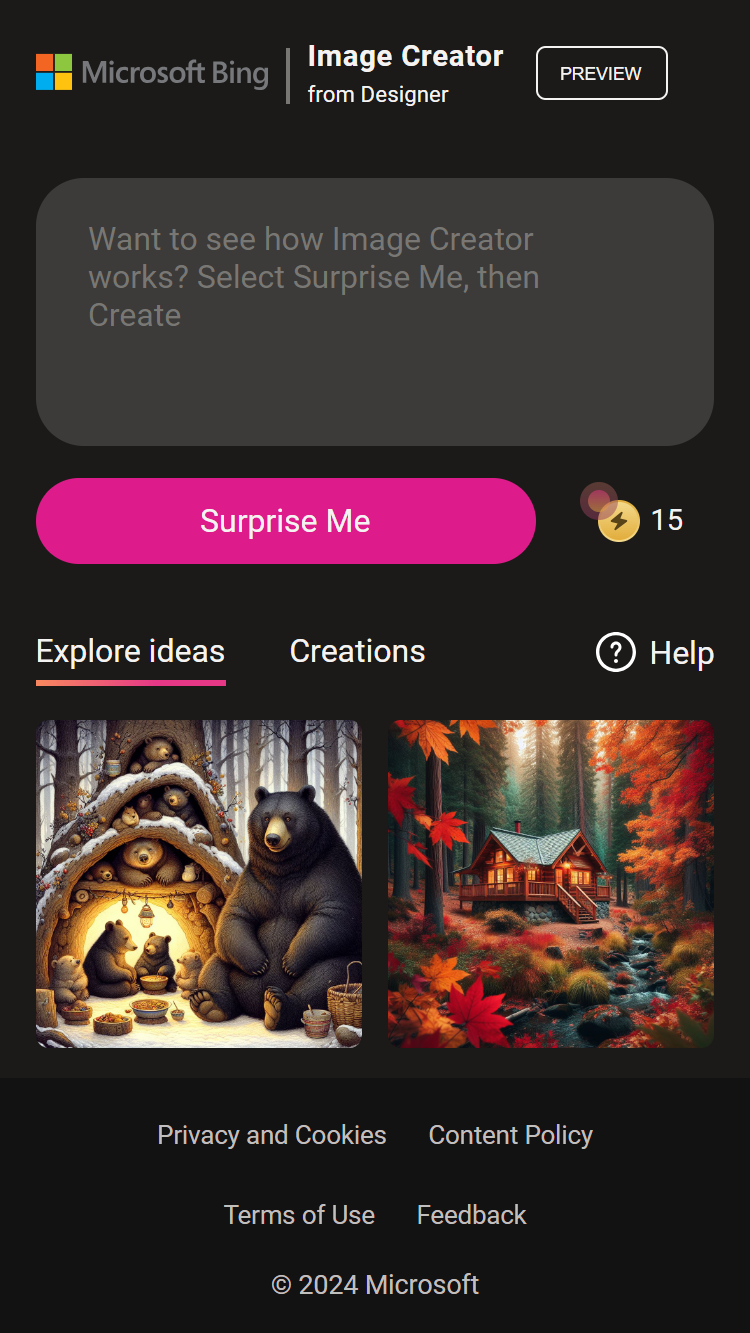 Microsoft Bing
Image Creator
from Designer
PREVIEW
Want to see how Image Creator
works? Select Surprise Me, then
Create
Surprise Me
15
Explore ideas
Creations
Help
Privacy and Cookies
Content Policy
Terms of Use
Feedback
© 2024 Microsoft